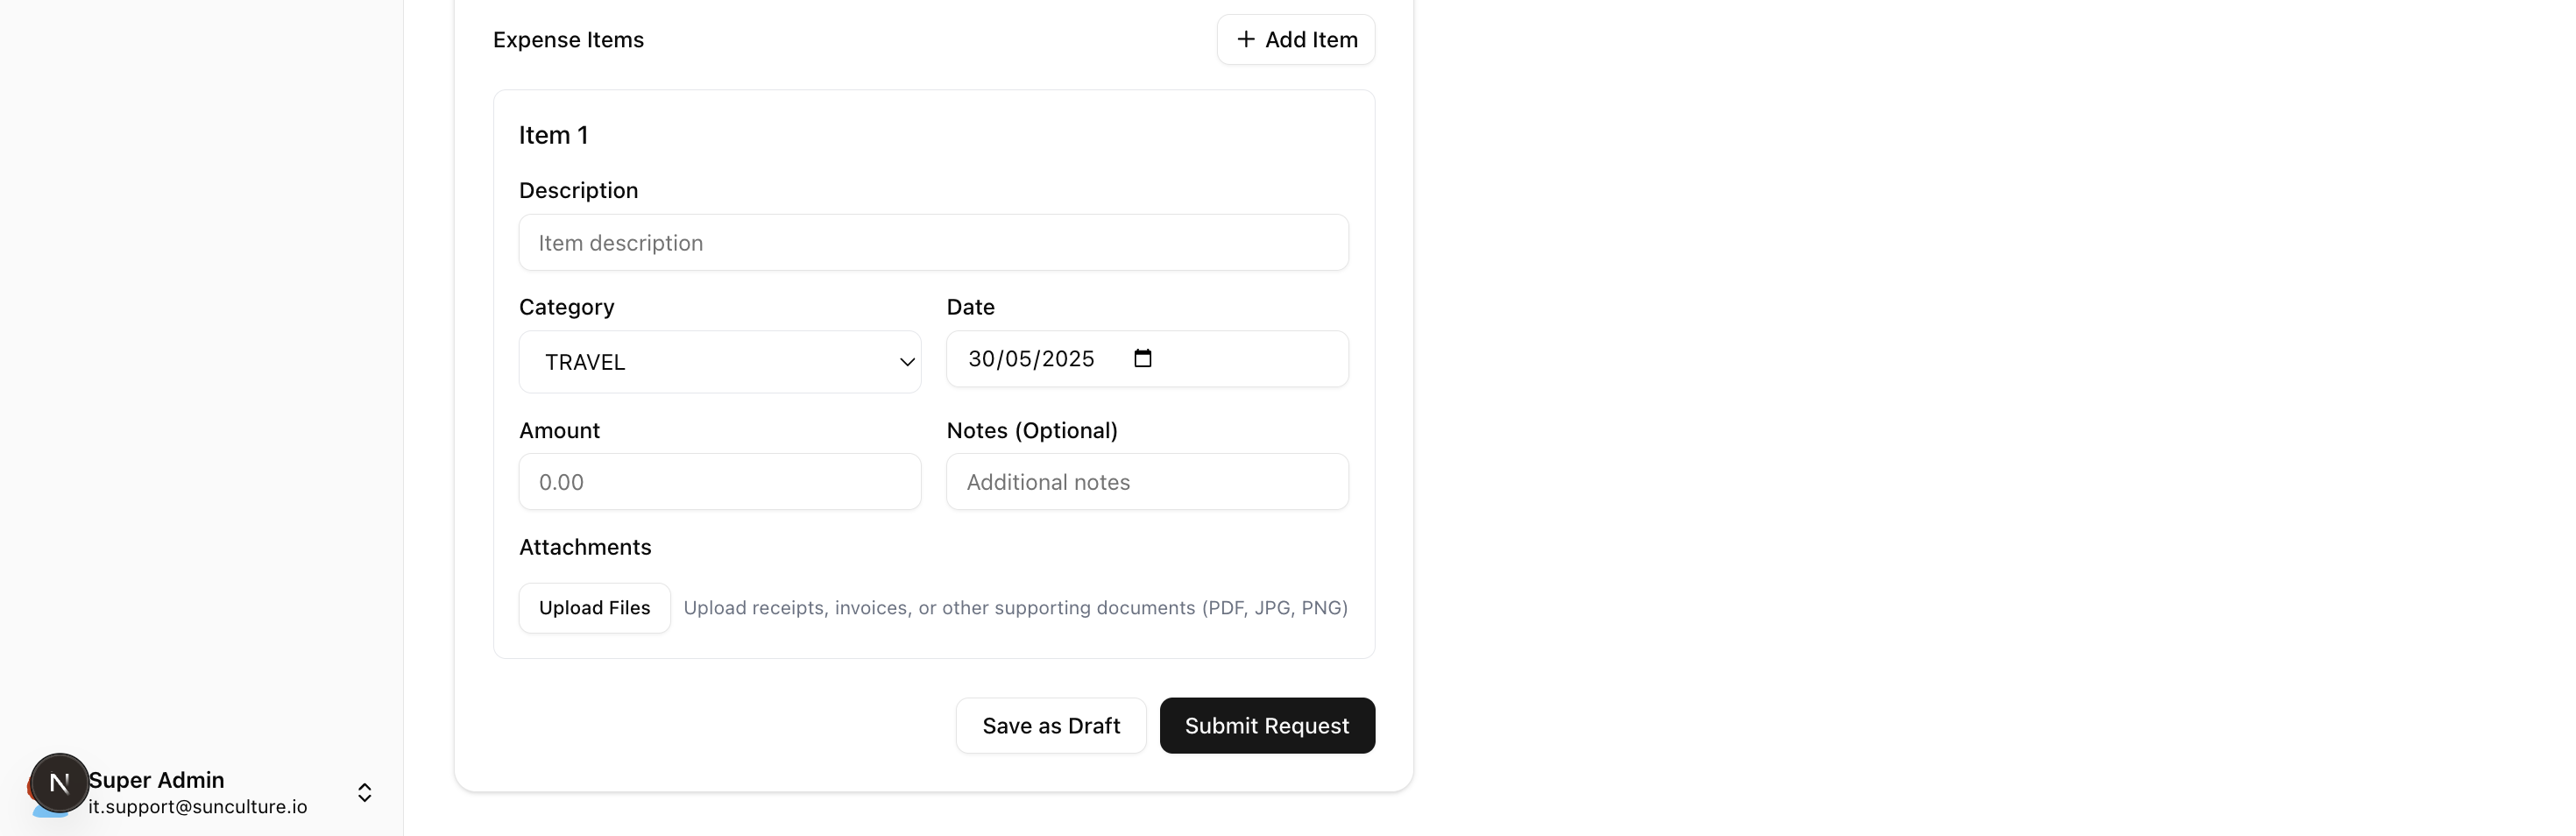 Expense Items
+ Add Item
Item 1
Description
Item description
Category
Date
TRAVEL
30/05/2025
Amount
Notes (Optional)
0.00
Additional notes
Attachments
Upload Files
Upload receipts, invoices, or other supporting documents (PDF, JPG, PNG)
Save as Draft
Submit Request
N
Super Admin
it.support@sunculture.io